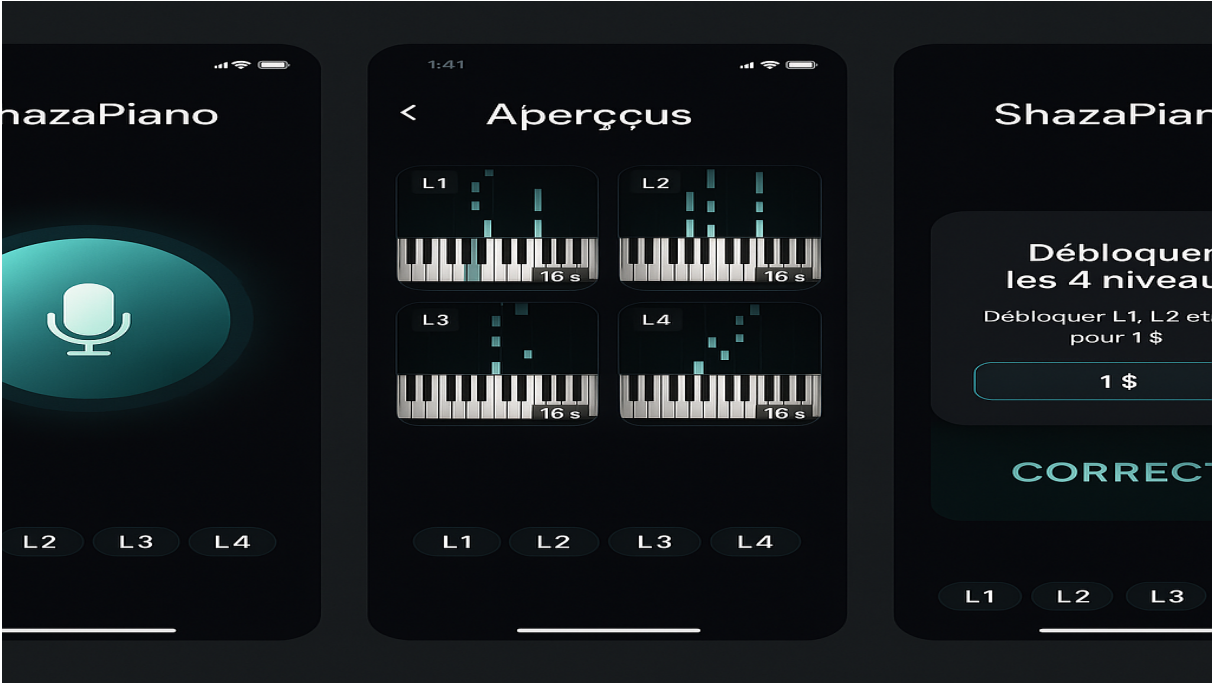 hazaPiano
L2
L3
L4
1:41
<
Aperççus
L1
L2
16 s
16 s
L3
L4
16 s
16 s
L1
L2
L3
L4
ShazaPian
Débloquer
les 4 niveau
Débloquer L1, L2 et
pour 1 $
1 $
CORRECT
L1
L2
L3